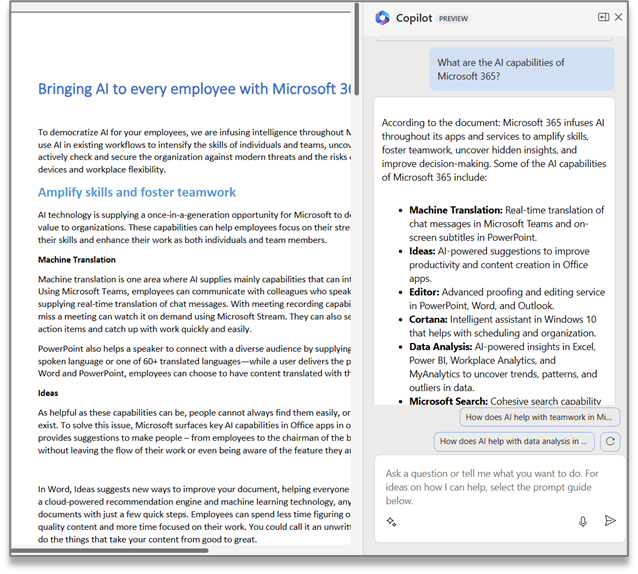 Bringing AI to every employee with Microsoft 36
To democratize AI for your employees, we are infusing intelligence throughout M
use AI in existing workflows to intensify the skills of individuals and teams, uncov
actively check and secure the organization against modern threats and the risks
devices and workplace flexibility.
Amplify skills and foster teamwork
AI technology is supplying a once-in-a-generation opportunity for Microsoft to de
value to organizations. These capabilities can help employees focus on their stre
their skills and enhance their work as both individuals and team members.
Machine Translation
Machine translation is one area where AI supplies mainly capabilities that can int
Using Microsoft Teams, employees can communicate with colleagues who speak
supplying real-time translation of chat messages. With meeting recording capabi
miss a meeting can watch it on demand using Microsoft Stream. They can also se
action items and catch up with work quickly and easily.
PowerPoint also helps a speaker to connect with a diverse audience by supplying
spoken language or one of 60+ translated languages—while a user delivers the p
Word and PowerPoint, employees can choose to have content translated with th
Ideas
As helpful as these capabilities can be, people cannot always find them easily, or
exist. To solve this issue, Microsoft surfaces key AI capabilities in Office apps in o
provides suggestions to make people – from employees to the chairman of the b
without leaving the flow of their work or even being aware of the feature they a
In Word, Ideas suggests new ways to improve your document, helping everyone
a cloud-powered recommendation engine and machine learning technology, any
documents with just a few quick steps. Employees can spend less time figuring o
quality content and more time focused on their work. You could call it an unwrit
do the things that take your content from good to great.
Copilot PREVIEW
What are the AI capabilities of
Microsoft 365?
According to the document: Microsoft 365 infuses AI
throughout its apps and services to amplify skills,
foster teamwork, uncover hidden insights, and
improve decision-making. Some of the AI capabilities
of Microsoft 365 include:
• Machine Translation: Real-time translation of
chat messages in Microsoft Teams and on-
screen subtitles in PowerPoint.
• Ideas: AI-powered suggestions to improve
productivity and content creation in Office
apps.
• Editor: Advanced proofing and editing service
in PowerPoint, Word, and Outlook.
• Cortana: Intelligent assistant in Windows 10
that helps with scheduling and organization.
• Data Analysis: AI-powered insights in Excel,
Power BI, Workplace Analytics, and
MyAnalytics to uncover trends, patterns, and
outliers in data.
• Microsoft Search: Cohesive search capability
How does AI help with teamwork in Mi...
How does AI help with data analysis in ...
Ask a question or tell me what you want to do. For
ideas on how I can help, select the prompt guide
below.